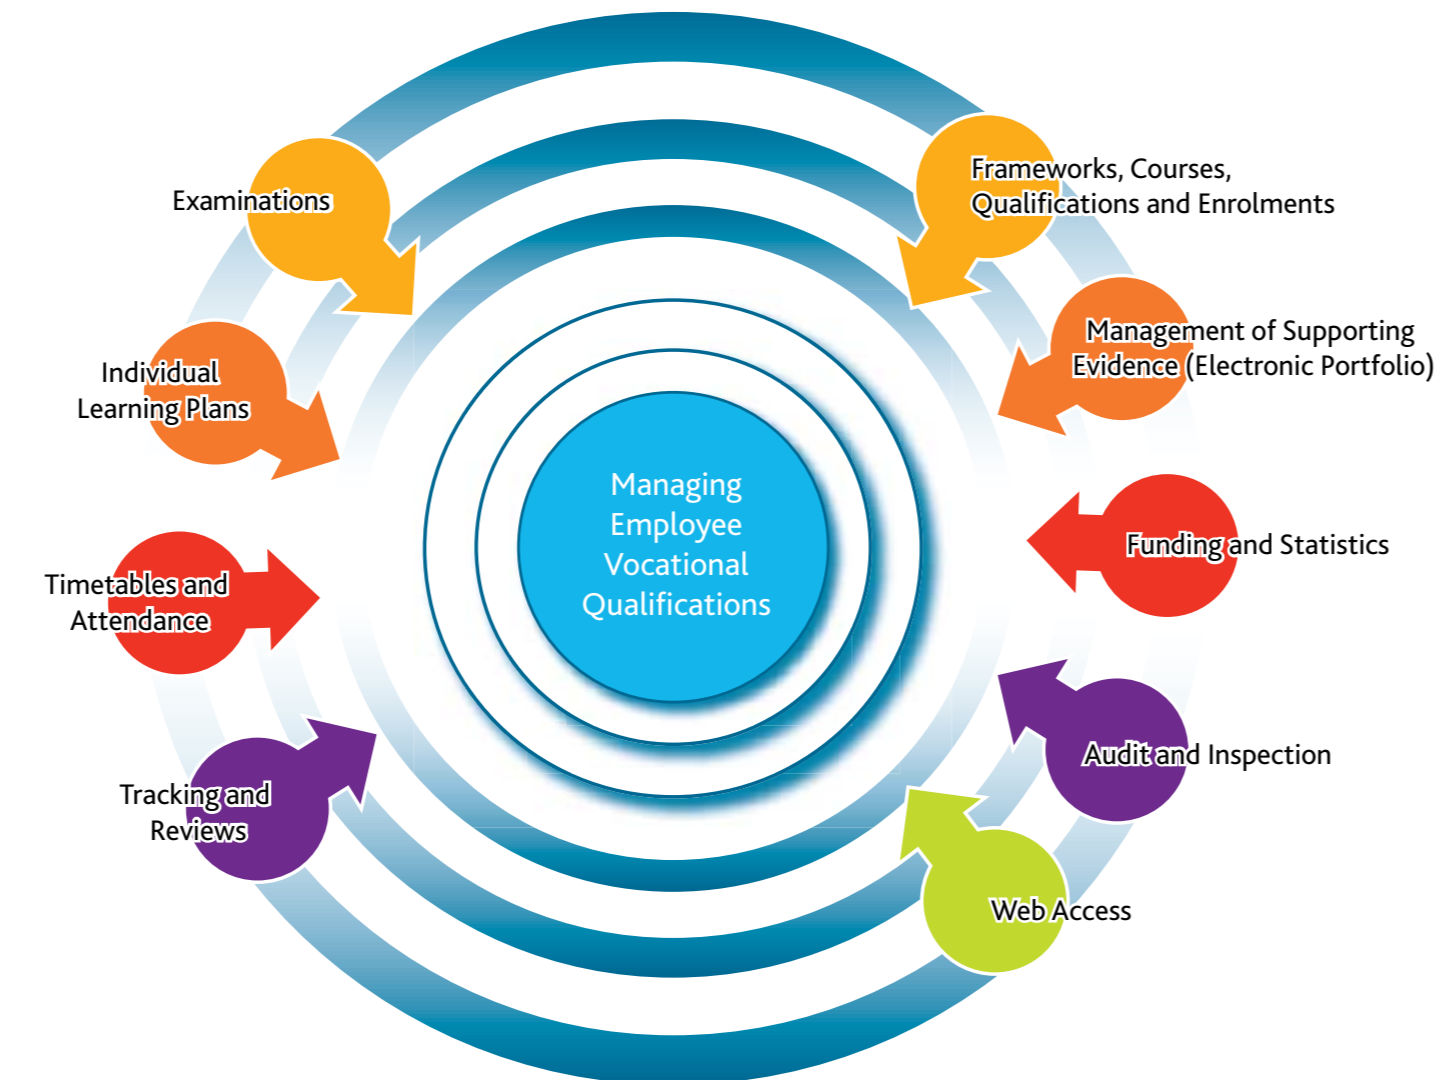 Examinations
Frameworks, Courses,
Qualifications and Enrolments
Individual
Learning Plans
Management of Supporting
Evidence (Electronic Portfolio)
Managing
Employee
Vocational
Qualifications
Timetables and
Attendance
Funding and Statistics
Tracking and
Reviews
Audit and Inspection
Web Access